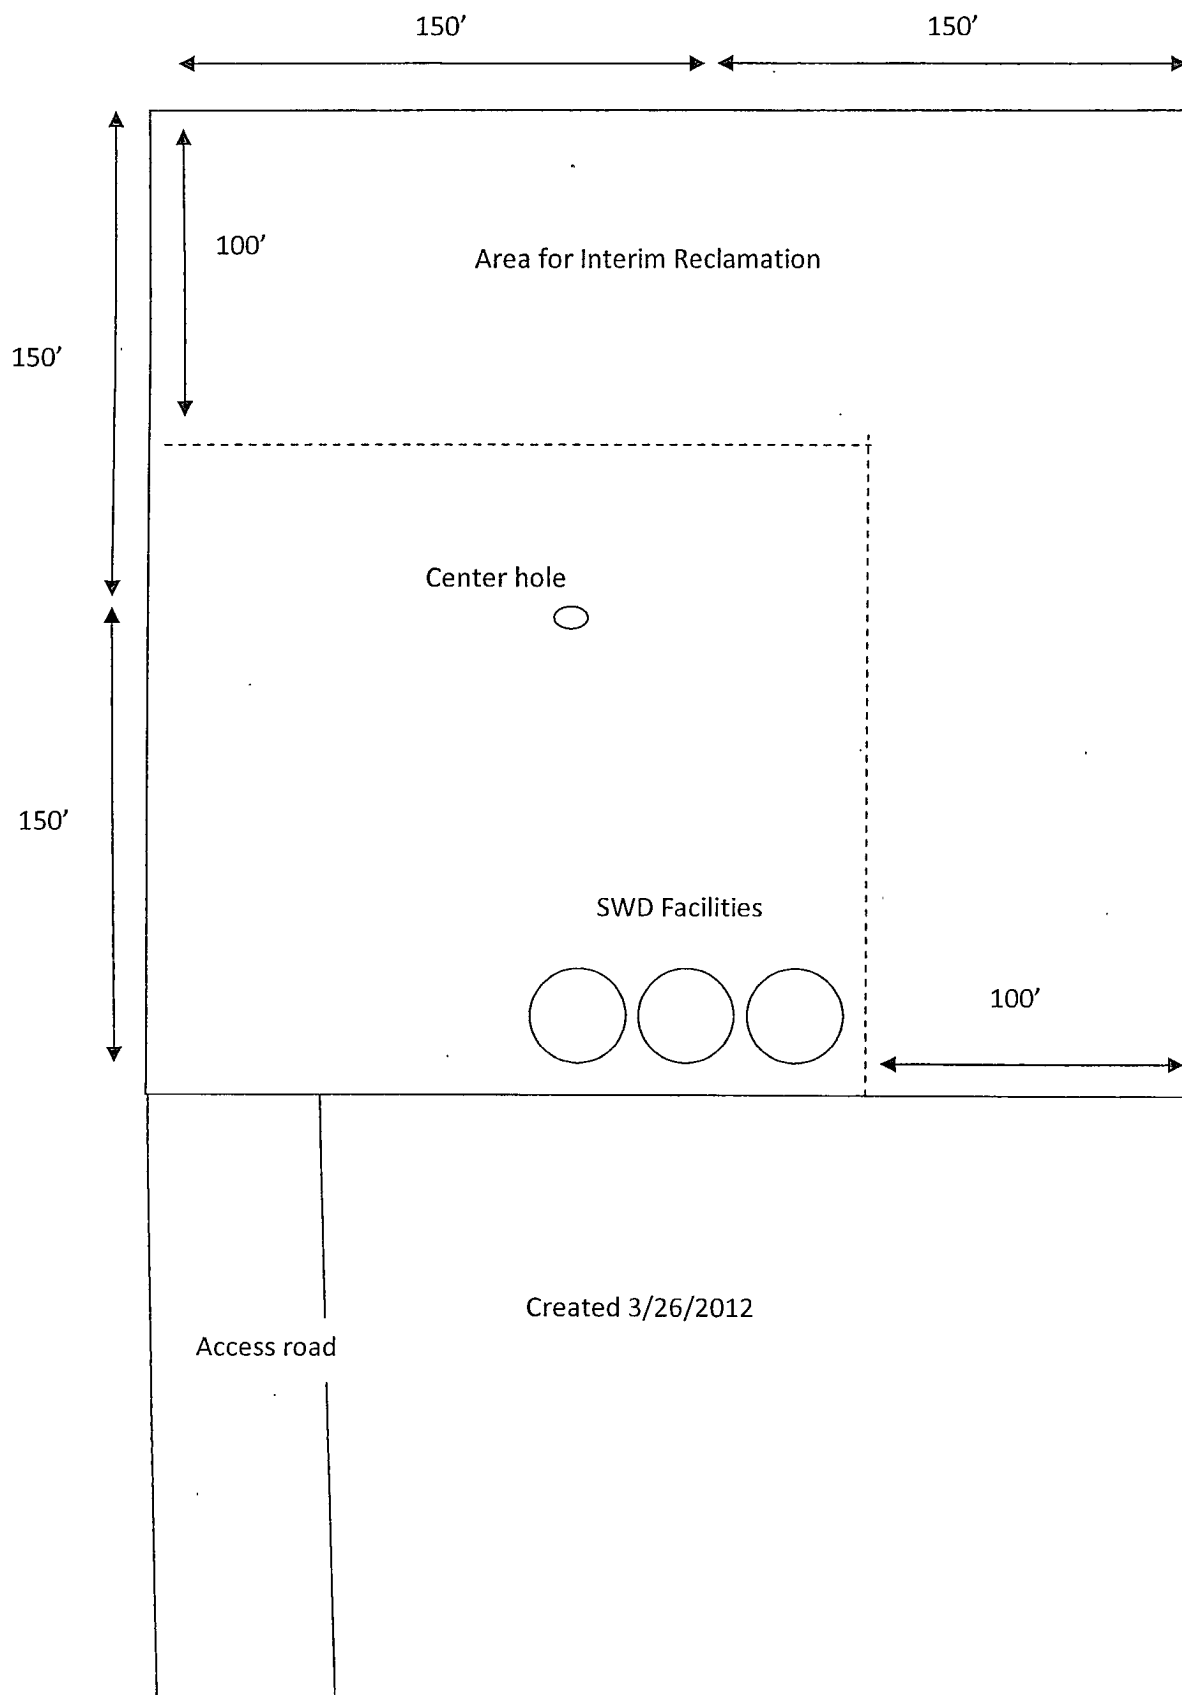 150’
150’
100’
Area for Interim Reclamation
150’
Center hole
150’
SWD Facilities
100’
Created 3/26/2012
Access road